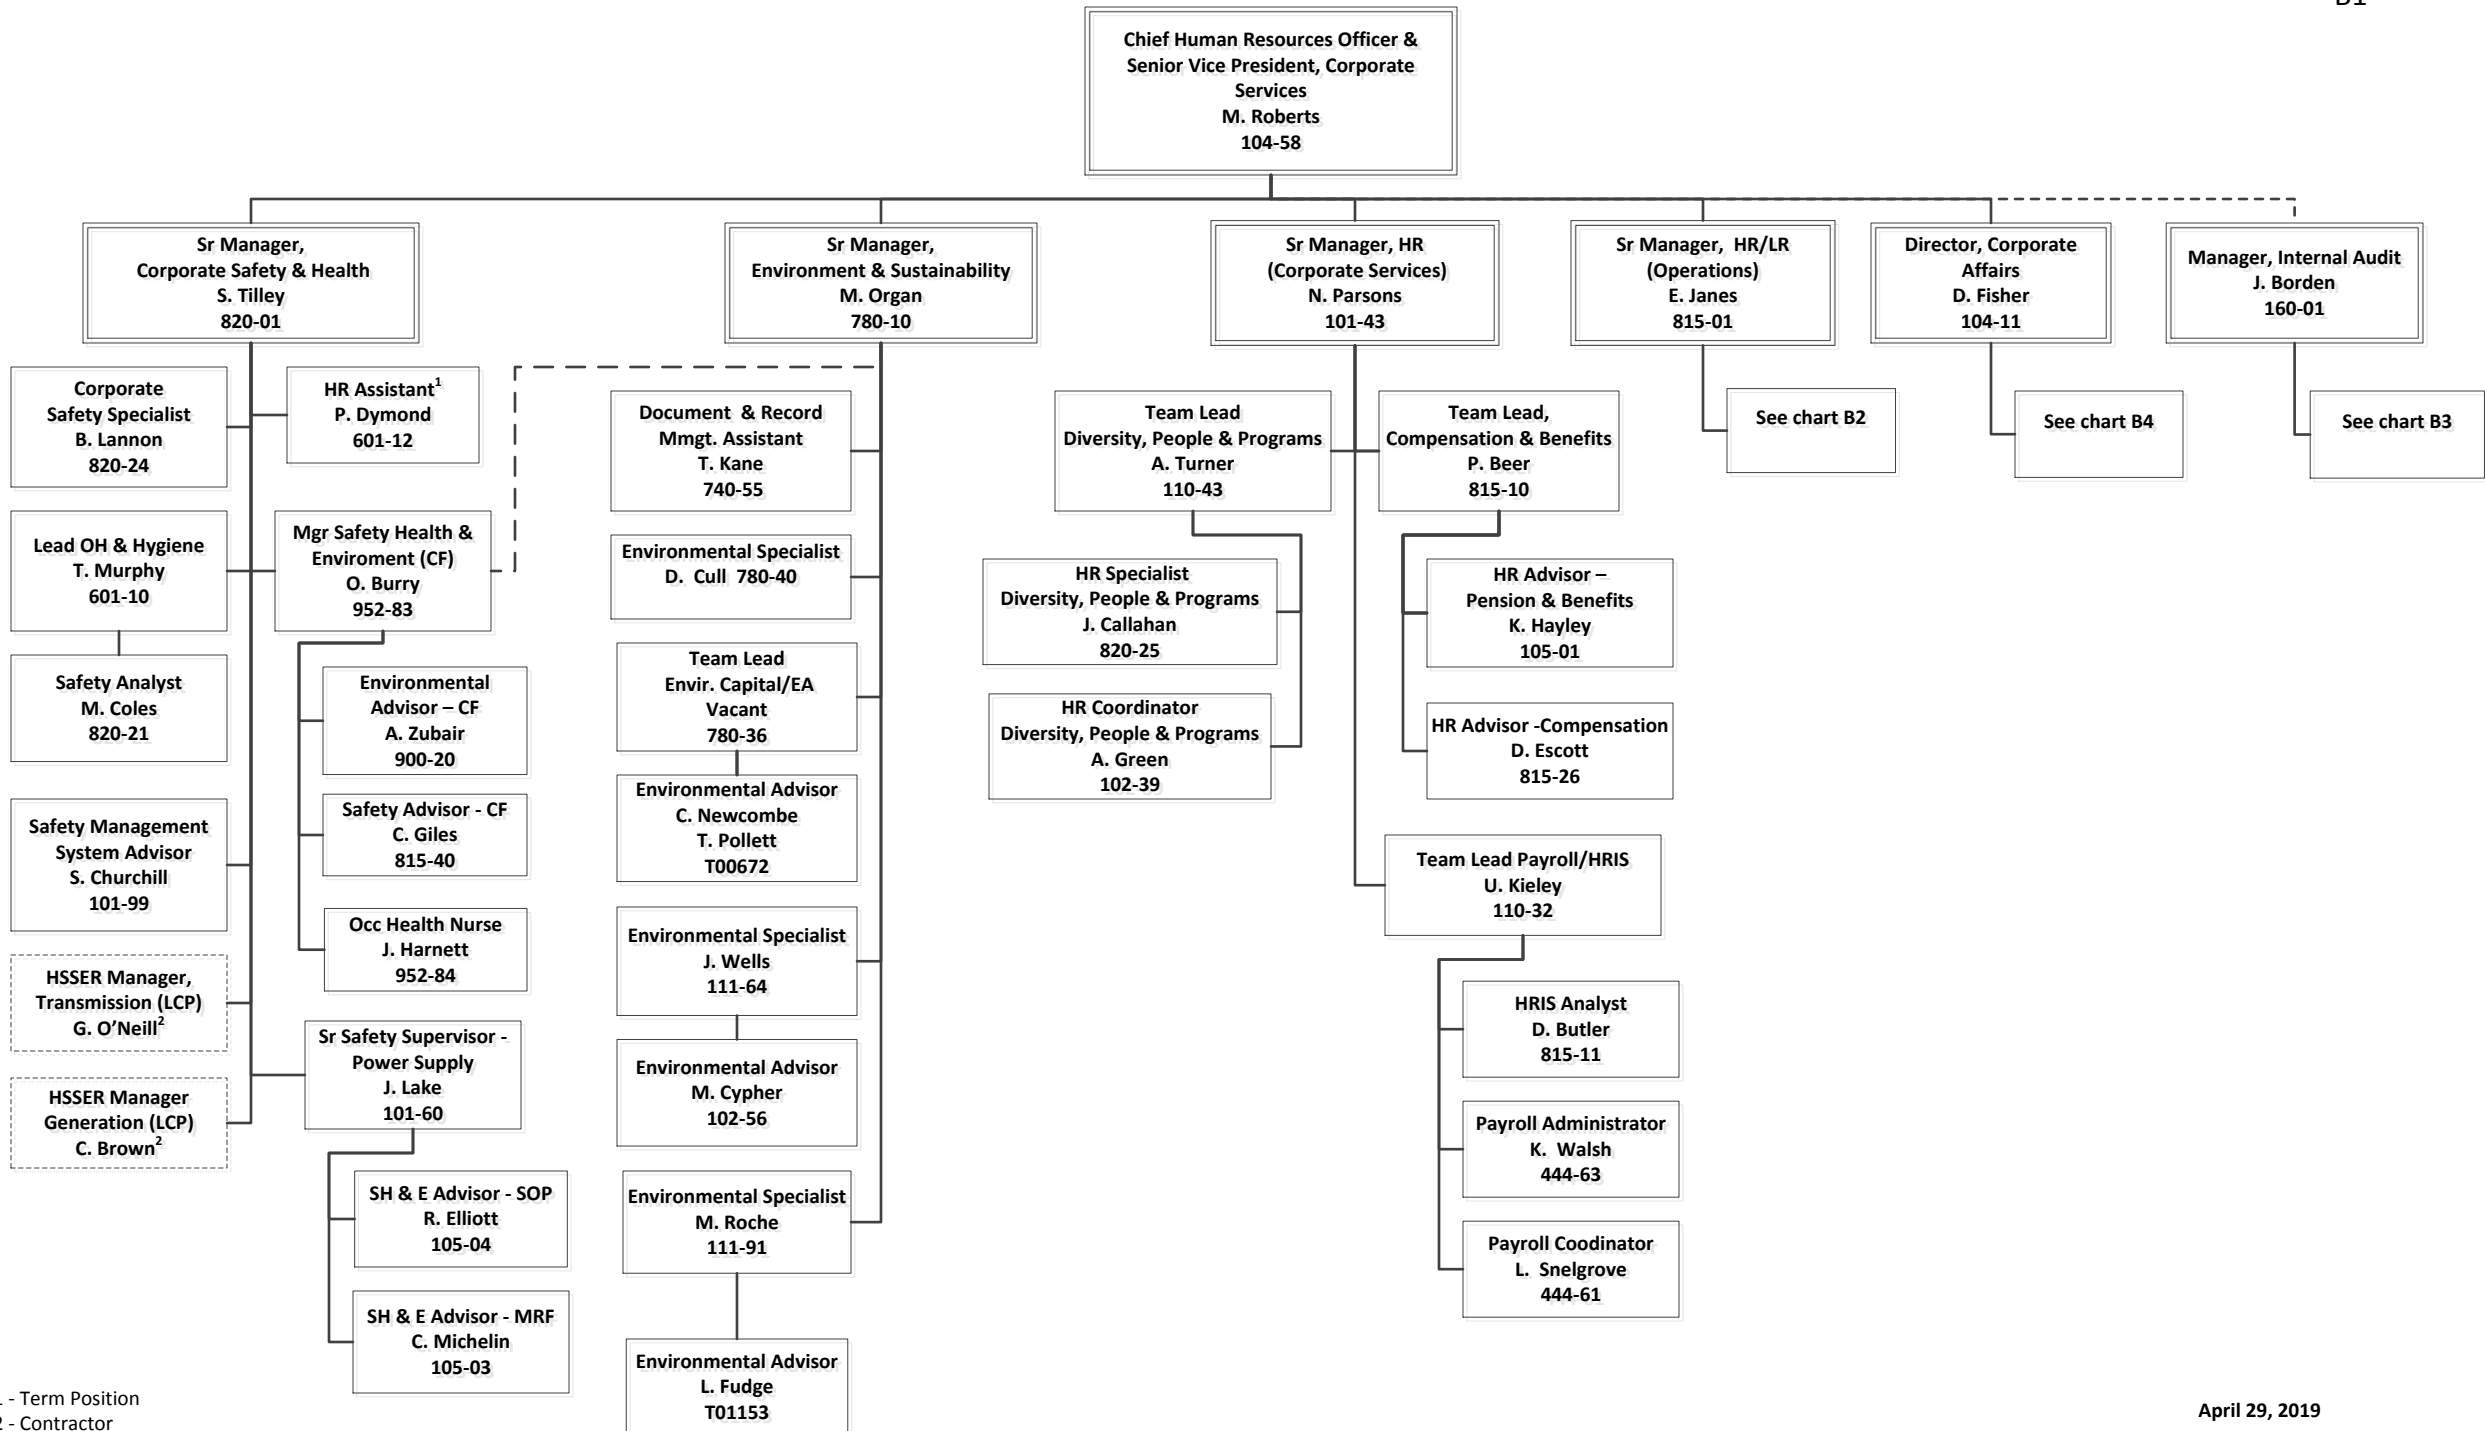 B1
Chief Human Resources Officer &
Senior Vice President, Corporate
Services
M. Roberts
104-58
Sr Manager,
Corporate Safety & Health
S. Tilley
820-01
Sr Manager,
Environment & Sustainability
M. Organ
780-10
Sr Manager, HR
(Corporate Services)
N. Parsons
101-43
Sr Manager, HR/LR
(Operations)
E. Janes
815-01
Director, Corporate
Affairs
D. Fisher
104-11
Manager, Internal Audit
J. Borden
160-01
Corporate
Safety Specialist
B. Lannon
820-24
HR Assistant1
P. Dymond
601-12
Lead OH & Hygiene
T. Murphy
601-10
Mgr Safety Health &
Enviroment (CF)
O. Burry
952-83
Safety Analyst
M. Coles
820-21
Environmental
Advisor – CF
A. Zubair
900-20
Safety Management
System Advisor
S. Churchill
101-99
Safety Advisor - CF
C. Giles
815-40
Occ Health Nurse
J. Harnett
952-84
HSSER Manager,
Transmission (LCP)
G. O’Neill2
HSSER Manager
Generation (LCP)
C. Brown2
Sr Safety Supervisor -
Power Supply
J. Lake
101-60
SH & E Advisor - SOP
R. Elliott
105-04
SH & E Advisor - MRF
C. Michelin
105-03
Document & Record
Mmgt. Assistant
T. Kane
740-55
Environmental Specialist
D. Cull 780-40
Team Lead
Envir. Capital/EA
Vacant
780-36
Environmental Advisor
C. Newcombe
T. Pollett
T00672
Environmental Specialist
J. Wells
111-64
Environmental Advisor
M. Cypher
102-56
Environmental Specialist
M. Roche
111-91
Environmental Advisor
L. Fudge
T01153
Team Lead
Diversity, People & Programs
A. Turner
110-43
HR Specialist
Diversity, People & Programs
J. Callahan
820-25
HR Coordinator
Diversity, People & Programs
A. Green
102-39
Team Lead,
Compensation & Benefits
P. Beer
815-10
HR Advisor –
Pension & Benefits
K. Hayley
105-01
HR Advisor -Compensation
D. Escott
815-26
Team Lead Payroll/HRIS
U. Kieley
110-32
HRIS Analyst
D. Butler
815-11
Payroll Administrator
K. Walsh
444-63
Payroll Coodinator
L. Snelgrove
444-61
See chart B2
See chart B4
See chart B3
1 - Term Position
2 - Contractor
April 29, 2019